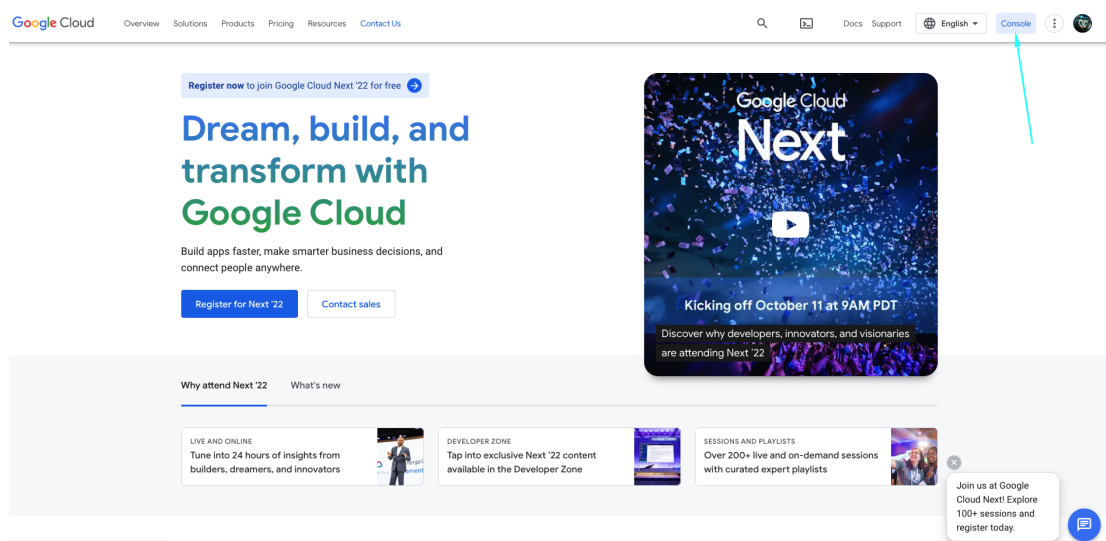 Google Cloud
Overview Solutions Products Pricing Resources Contact Us
Docs Support English Console
Register now to join Google Cloud Next '22 for free
Dream, build, and
transform with
Google Cloud
Build apps faster, make smarter business decisions, and
connect people anywhere.
Register for Next '22 Contact sales
Google Cloud
Next
Kicking off October 11 at 9AM PDT
Discover why developers, innovators, and visionaries
are attending Next '22
Why attend Next '22 What's new
LIVE AND ONLINE
Tune into 24 hours of insights from
builders, dreamers, and innovators
DEVELOPER ZONE
Tap into exclusive Next '22 content
available in the Developer Zone
SESSIONS AND PLAYLISTS
Over 200+ live and on-demand sessions
with curated expert playlists
Join us at Google
Cloud Next! Explore
100+ sessions and
register today.